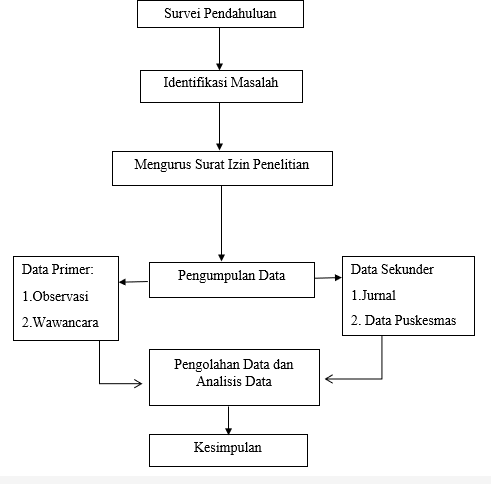 Survei Pendahuluan
Identifikasi Masalah
Mengurus Surat Izin Penelitian
Pengumpulan Data
Data Primer:
1.Observasi
2.Wawancara
Data Sekunder
1.Jurnal
2. Data Puskesmas
Pengolahan Data dan
Analisis Data
Kesimpulan